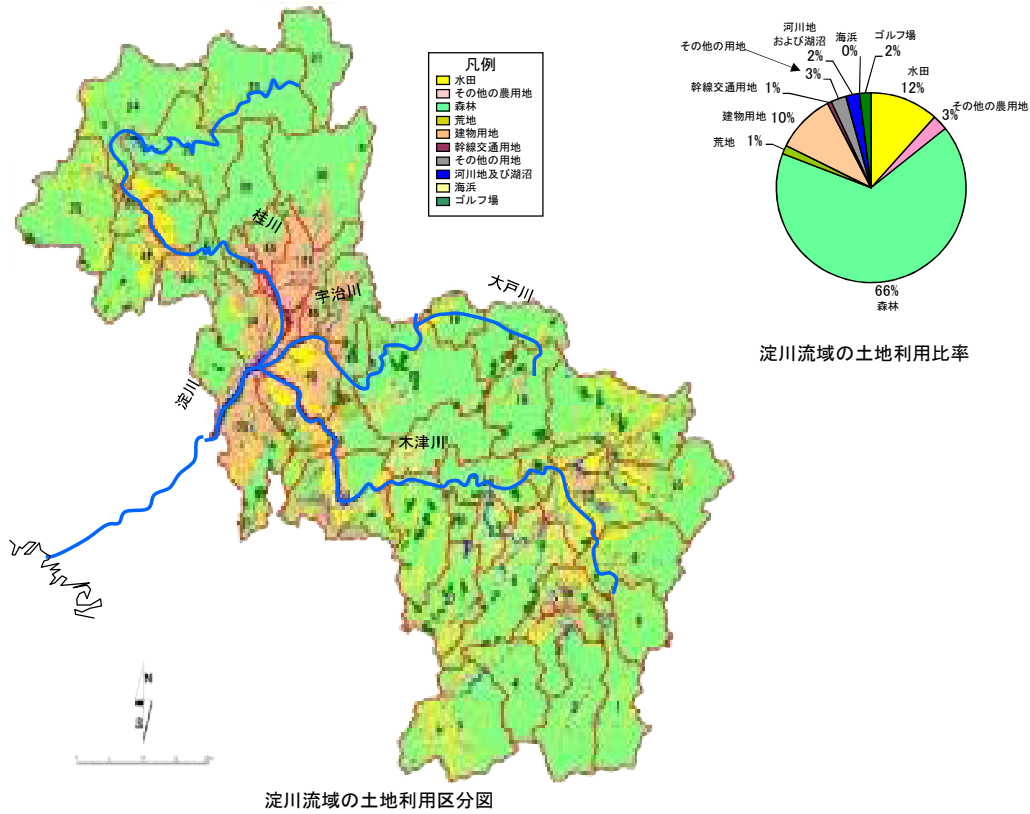 凡例
水田
その他の農用地
森林
荒地
建物用地
幹線交通用地
その他の用地
河川地及び湖沼
海浜
ゴルフ場
河川地
および湖沼
2%
海浜
0%
ゴルフ場
2%
その他の用地
3%
水田
12%
幹線交通用地 1%
その他の農用地
3%
建物用地 10%
荒地 1%
66%
森林
淀川流域の土地利用比率
桂川
宇治川
大戸川
淀川
木津川
N
S
淀川流域の土地利用区分図